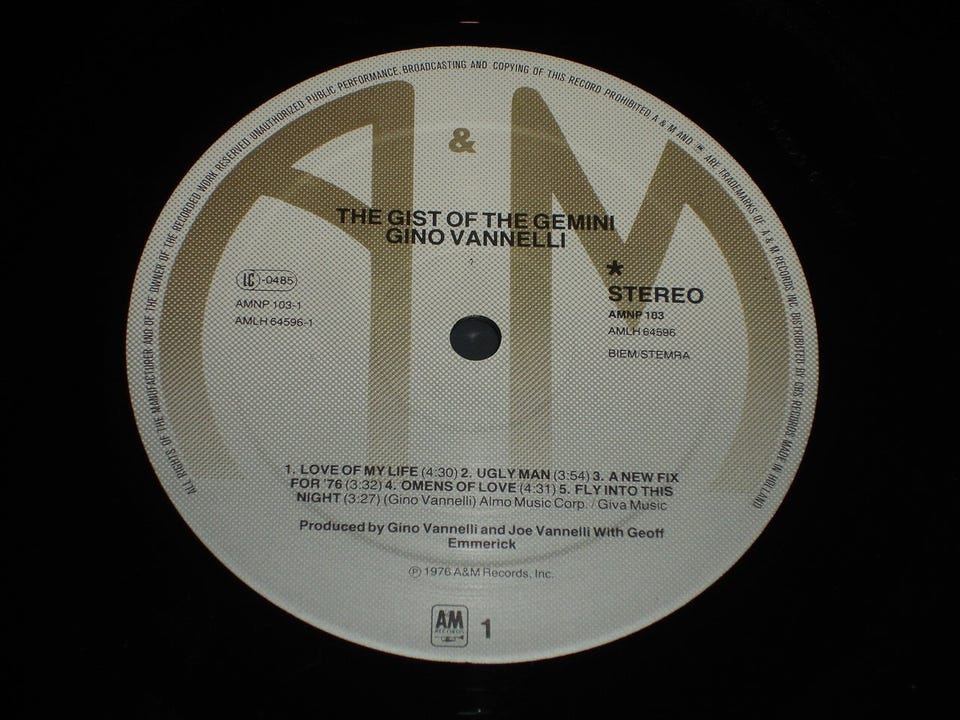 ALL RIGHTS OF THE MANUFACTURER AND OF THE OWNER OF THE RECORDED WORK RESERVED UNAUTHORIZED PUBLIC PERFORMANCE, BROADCASTING AND COPYING OF THIS RECORD PROHIBITED A & M AND ARE TRADEMARKS OF A & M RECORDS INC. DISTRIBUTED BY CBS RECORDS MADE IN HOLLAND
A & M
THE GIST OF THE GEMINI
GINO VANNELLI
LC-0485
AMNP 103-1
AMLH 64596-1
*
STEREO
AMNP 103
AMLH 64596
BIEM/STEMRA
1. LOVE OF MY LIFE (4:30) 2. UGLY MAN (3:54) 3. A NEW FIX
FOR '76 (3:32) 4. OMENS OF LOVE (4:31) 5. FLY INTO THIS
NIGHT (3:27) (Gino Vannelli) Almo Music Corp. / Giva Music
Produced by Gino Vannelli and Joe Vannelli With Geoff
Emmerick
℗ 1976 A&M Records, Inc.
AM
RECORDS
1